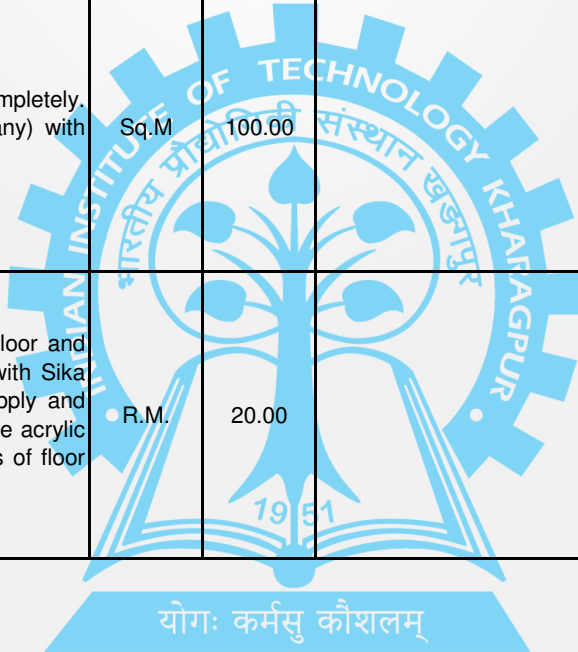 INDIAN INSTITUTE OF TECHNOLOGY KHARAGPUR
भारतीय प्रौद्योगिकी संस्थान खड़गपुर
mpletely.
any) with Sq.M 100.00
loor and
with Sika
pply and
R.M. 20.00
e acrylic
s of floor
1951
योगः कर्मसु कौशलम्